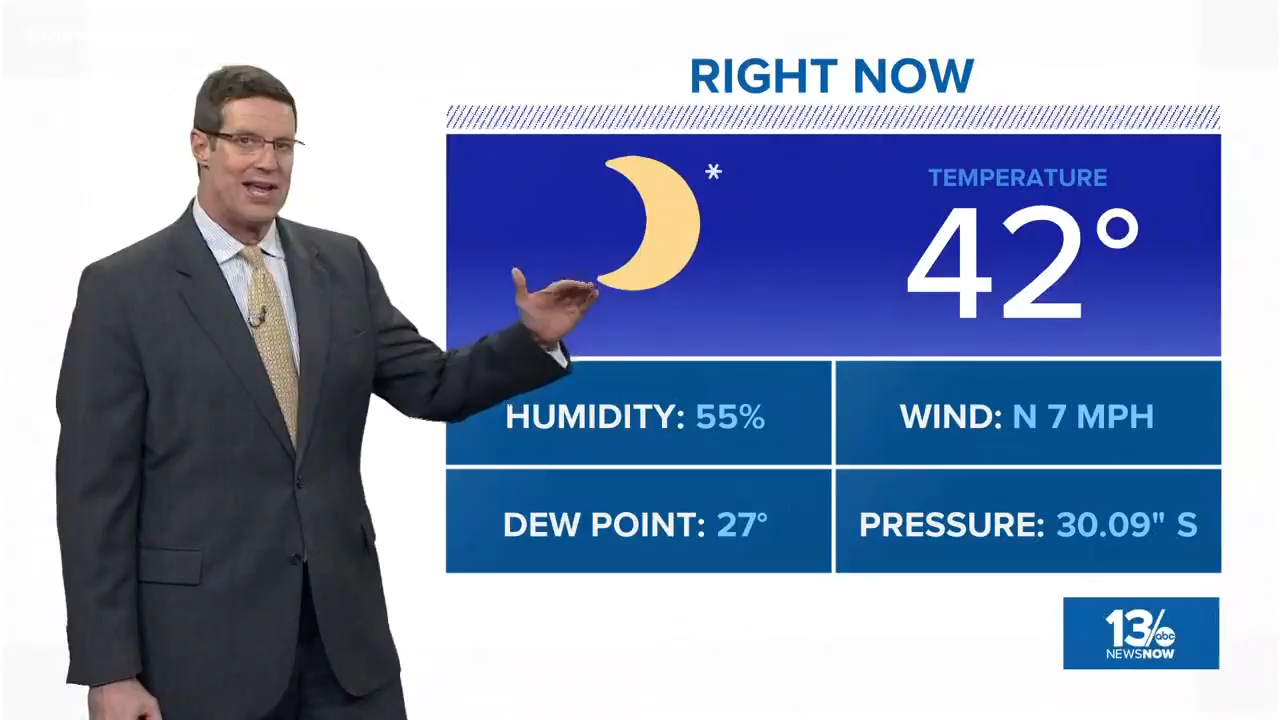 RIGHT NOW
TEMPERATURE
42°
HUMIDITY: 55%
WIND: N 7 MPH
DEW POINT: 27°
PRESSURE: 30.09" S
13 abc
NEWSNOW